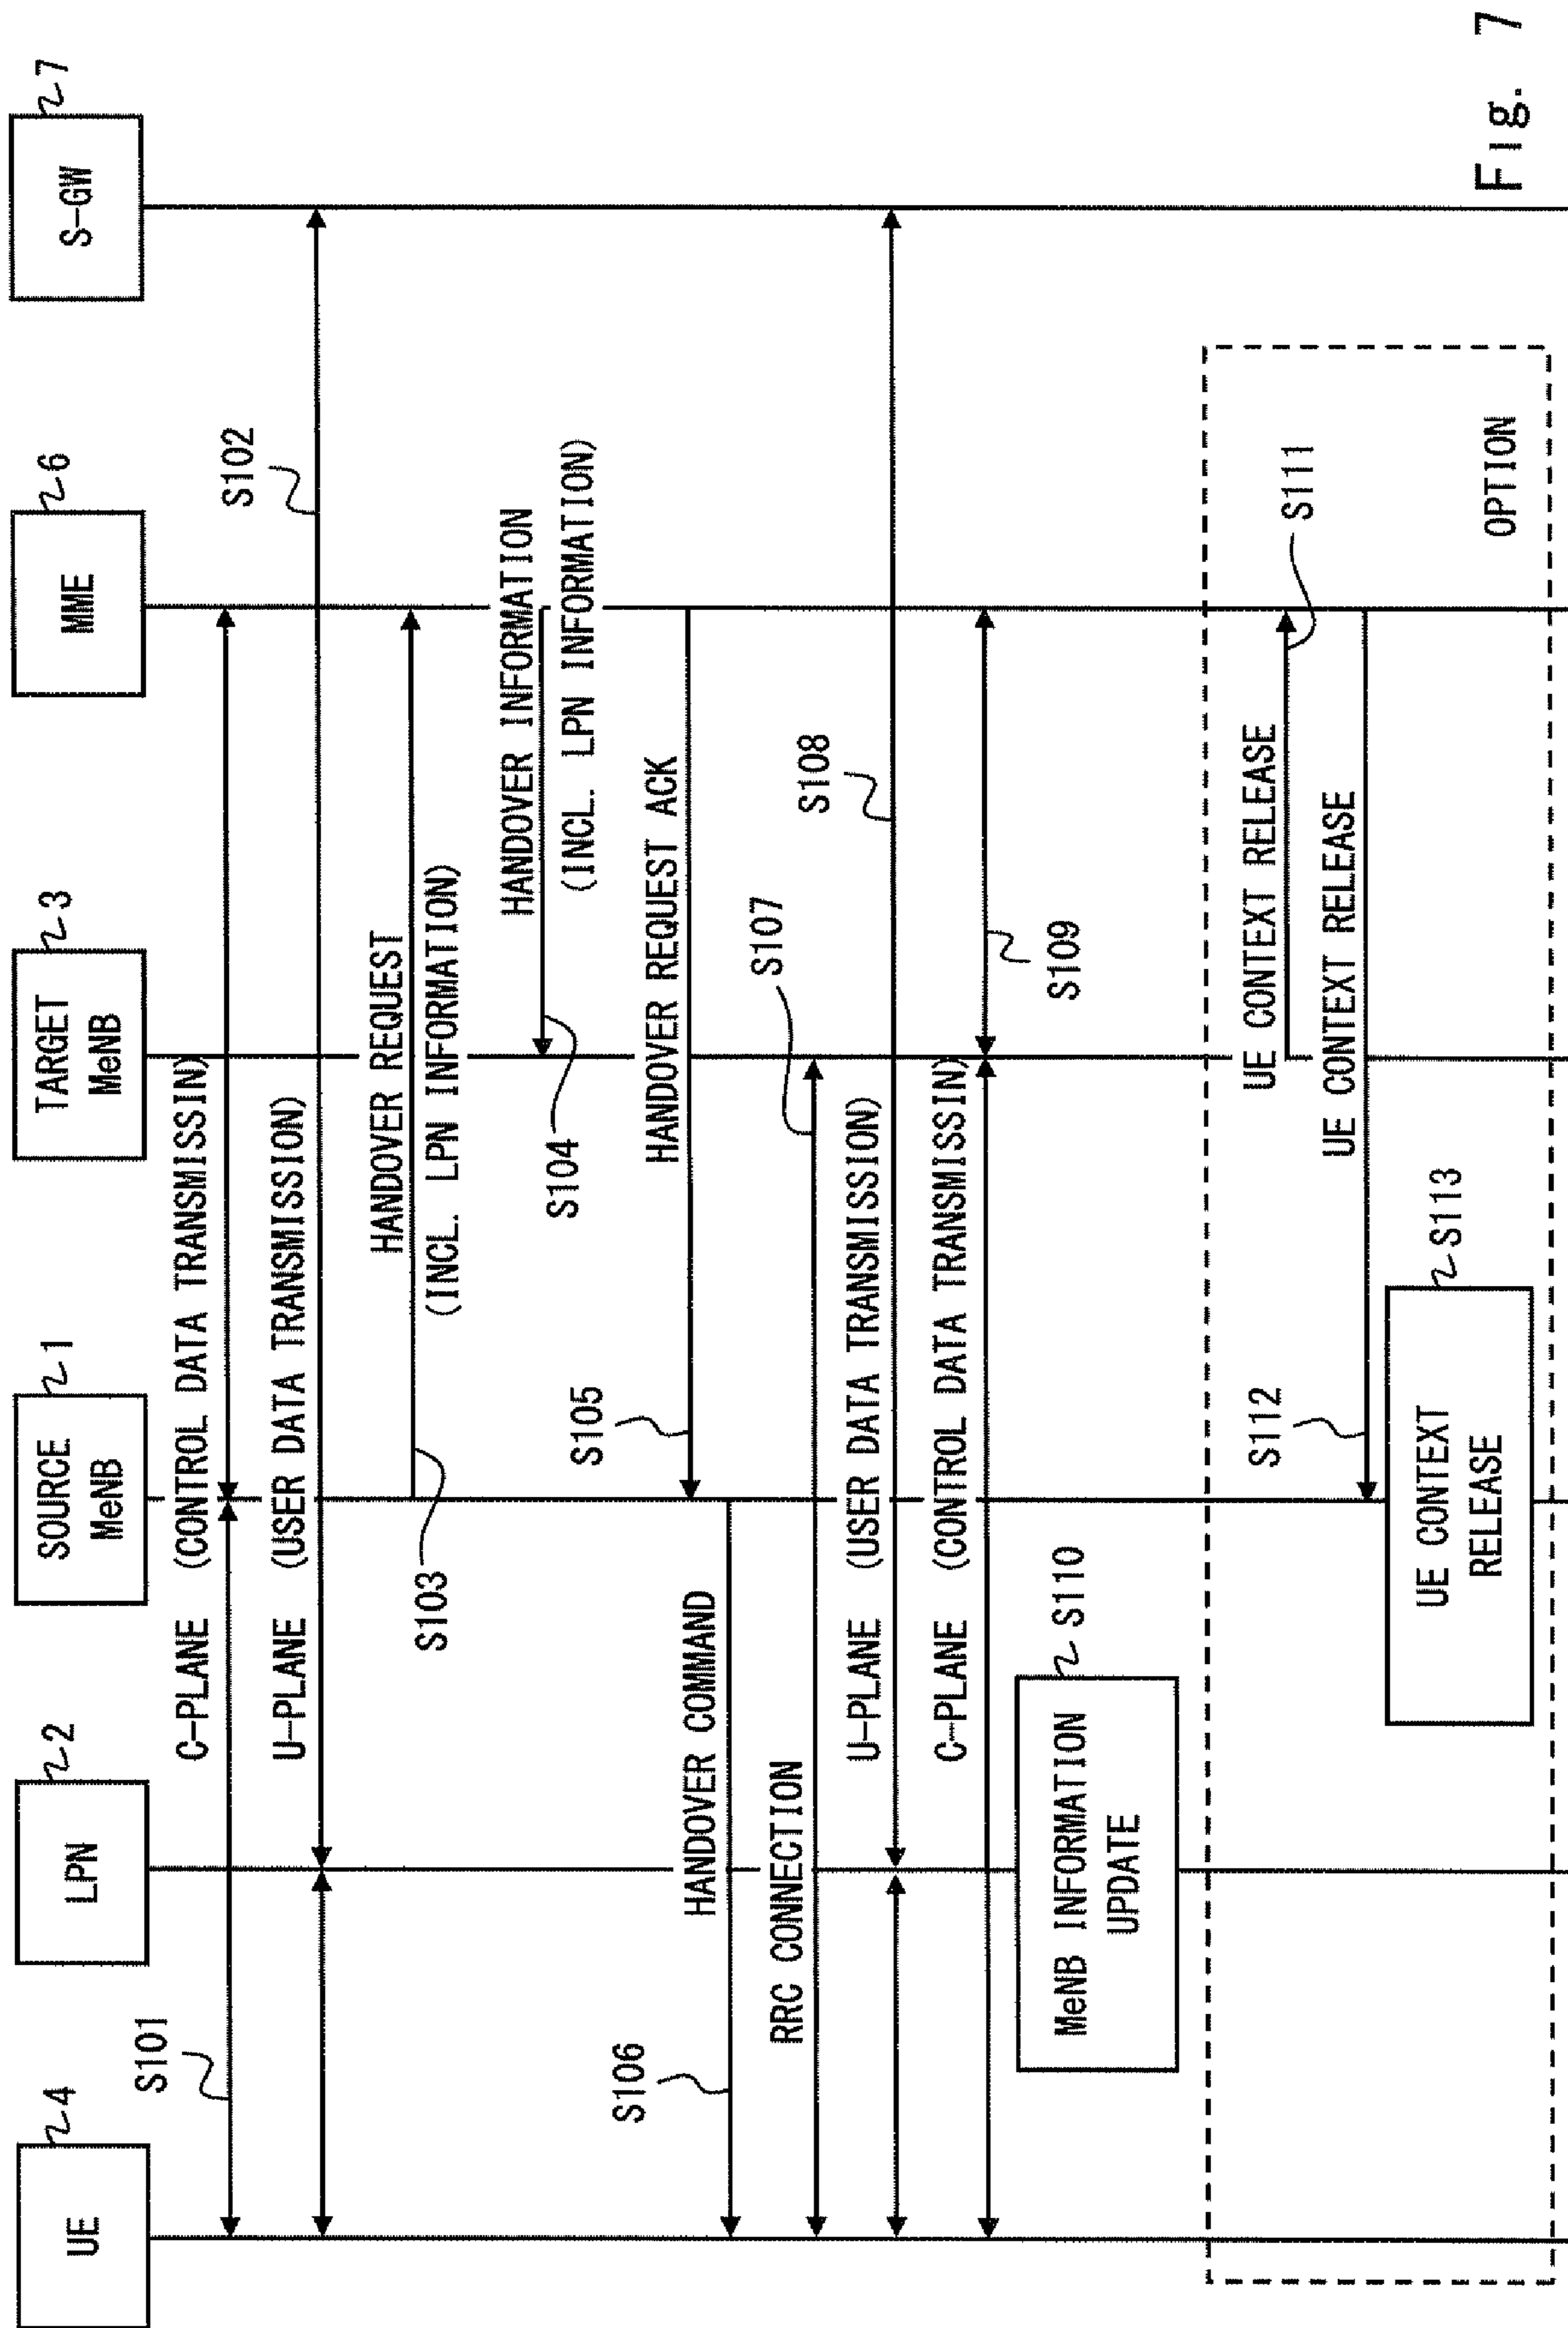 UE
4
LPN
2
SOURCE
MeNB
1
TARGET
MeNB
3
MME
6
S-GW
7
S101
C-PLANE (CONTROL DATA TRANSMISSIN)
S102
U-PLANE (USER DATA TRANSMISSION)
HANDOVER REQUEST
(INCL. LPN INFORMATION)
S103
HANDOVER INFORMATION
(INCL. LPN INFORMATION)
S104
S105
HANDOVER REQUEST ACK
S106
HANDOVER COMMAND
RRC CONNECTION
S107
S108
U-PLANE (USER DATA TRANSMISSION)
C-PLANE (CONTROL DATA TRANSMISSIN)
S109
MeNB INFORMATION
UPDATE
S110
UE CONTEXT RELEASE
S111
S112
UE CONTEXT RELEASE
UE CONTEXT
RELEASE
S113
OPTION
Fig. 7